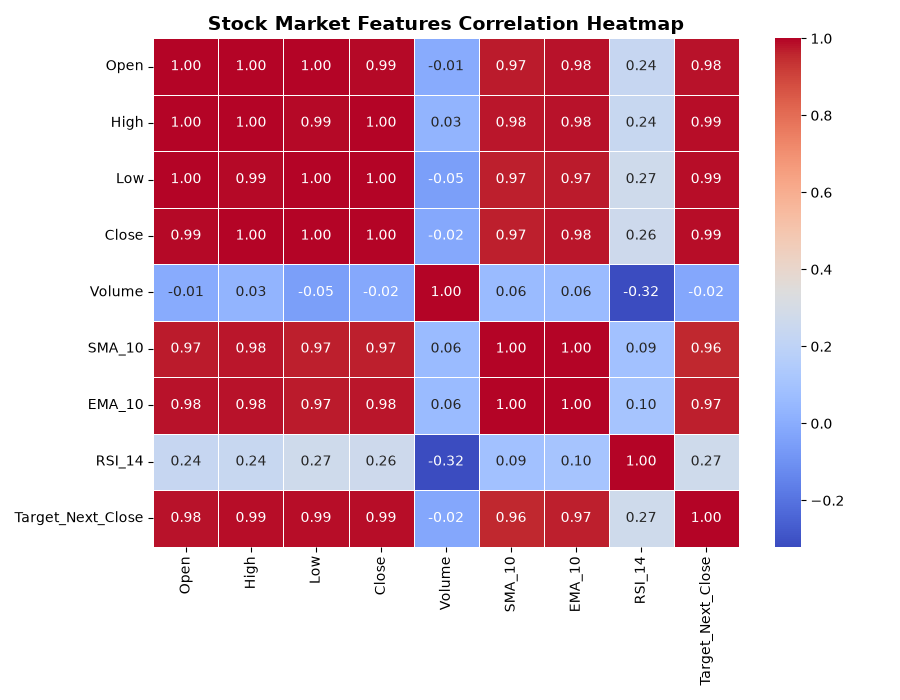 Stock Market Features Correlation Heatmap
Open 1.00 1.00 1.00 0.99 -0.01 0.97 0.98 0.24 0.98
High 1.00 1.00 0.99 1.00 0.03 0.98 0.98 0.24 0.99
Low 1.00 0.99 1.00 1.00 -0.05 0.97 0.97 0.27 0.99
Close 0.99 1.00 1.00 1.00 -0.02 0.97 0.98 0.26 0.99
Volume -0.01 0.03 -0.05 -0.02 1.00 0.06 0.06 -0.32 -0.02
SMA_10 0.97 0.98 0.97 0.97 0.06 1.00 1.00 0.09 0.96
EMA_10 0.98 0.98 0.97 0.98 0.06 1.00 1.00 0.10 0.97
RSI_14 0.24 0.24 0.27 0.26 -0.32 0.09 0.10 1.00 0.27
Target_Next_Close 0.98 0.99 0.99 0.99 -0.02 0.96 0.97 0.27 1.00
Open High Low Close Volume SMA_10 EMA_10 RSI_14 Target_Next_Close
1.0
0.8
0.6
0.4
0.2
0.0
−0.2